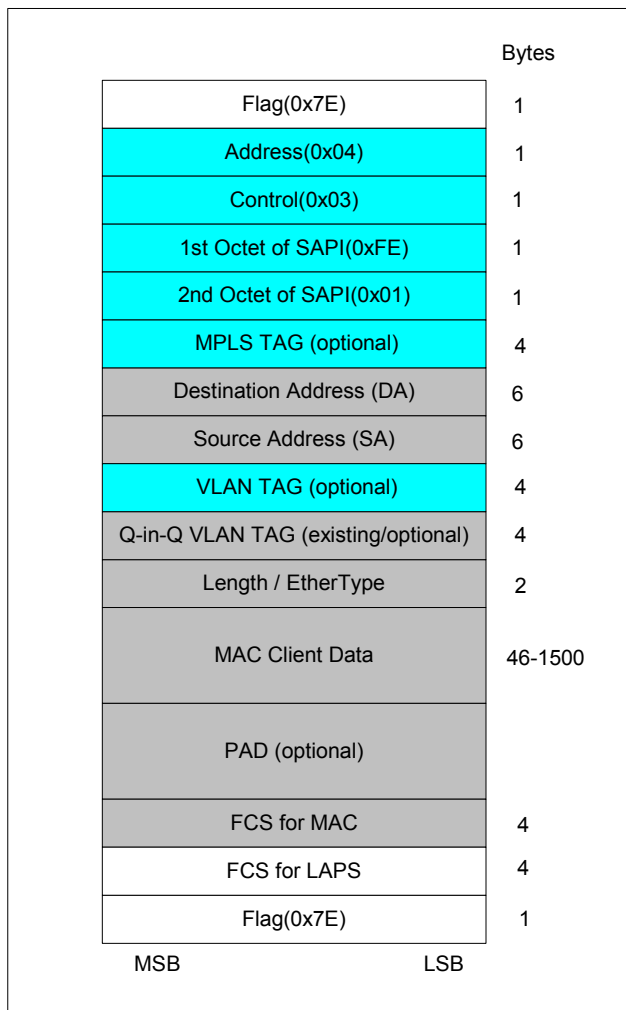 Bytes
Flag(0x7E) 1
Address(0x04) 1
Control(0x03) 1
1st Octet of SAPI(0xFE) 1
2nd Octet of SAPI(0x01) 1
MPLS TAG (optional) 4
Destination Address (DA) 6
Source Address (SA) 6
VLAN TAG (optional) 4
Q-in-Q VLAN TAG (existing/optional) 4
Length / EtherType 2
MAC Client Data 46-1500
PAD (optional)
FCS for MAC 4
FCS for LAPS 4
Flag(0x7E) 1
MSB LSB